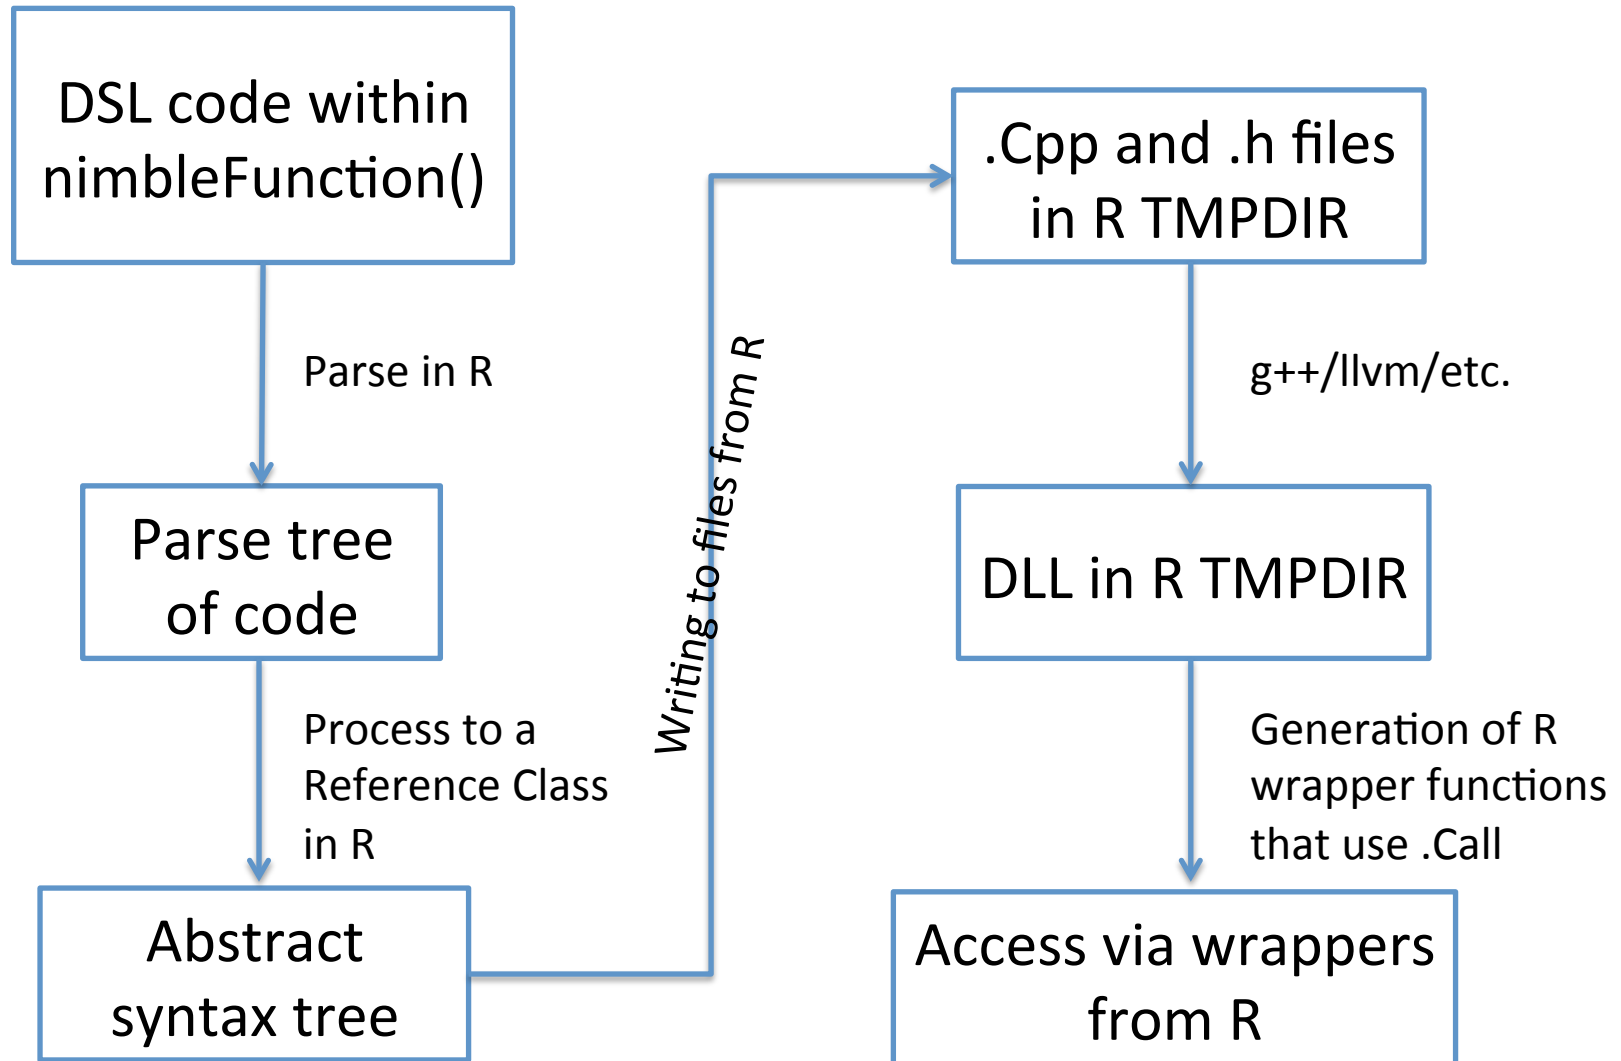 DSL code within
nimbleFunction()
Parse in R
Parse tree
of code
Process to a
Reference Class
in R
Abstract
syntax tree
Writing to files from R
.Cpp and .h files
in R TMPDIR
g++/llvm/etc.
DLL in R TMPDIR
Generation of R
wrapper functions
that use .Call
Access via wrappers
from R